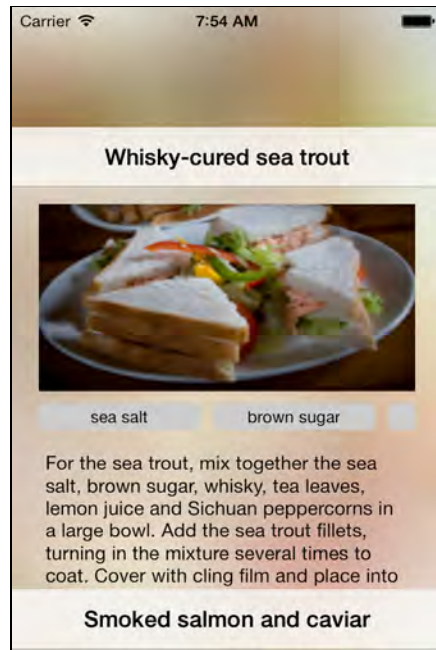 Carrier 7:54 AM
Whisky-cured sea trout
sea salt brown sugar
For the sea trout, mix together the sea
salt, brown sugar, whisky, tea leaves,
lemon juice and Sichuan peppercorns in
a large bowl. Add the sea trout fillets,
turning in the mixture several times to
coat. Cover with cling film and place into
Smoked salmon and caviar